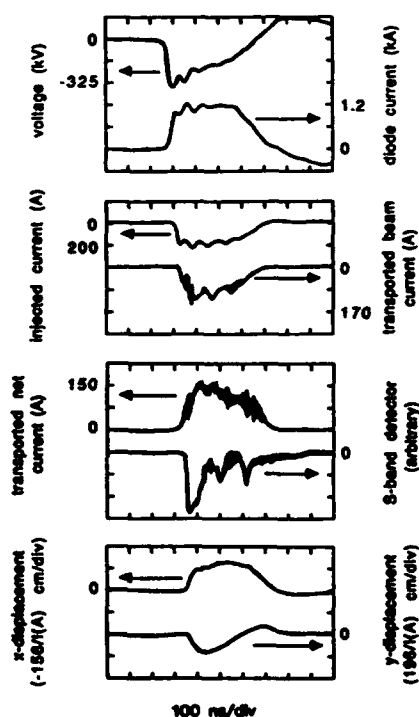 voltage (kV)
0
-325
diode current (kA)
1.2
0
injected current (A)
0
200
transported beam
current (A)
0
170
transported net
current (A)
150
0
S-band detector
(arbitrary)
0
x-displacement
(-156/I(A) cm/div)
0
y-displacement
(196/I(A) cm/div)
0
100 ns/div